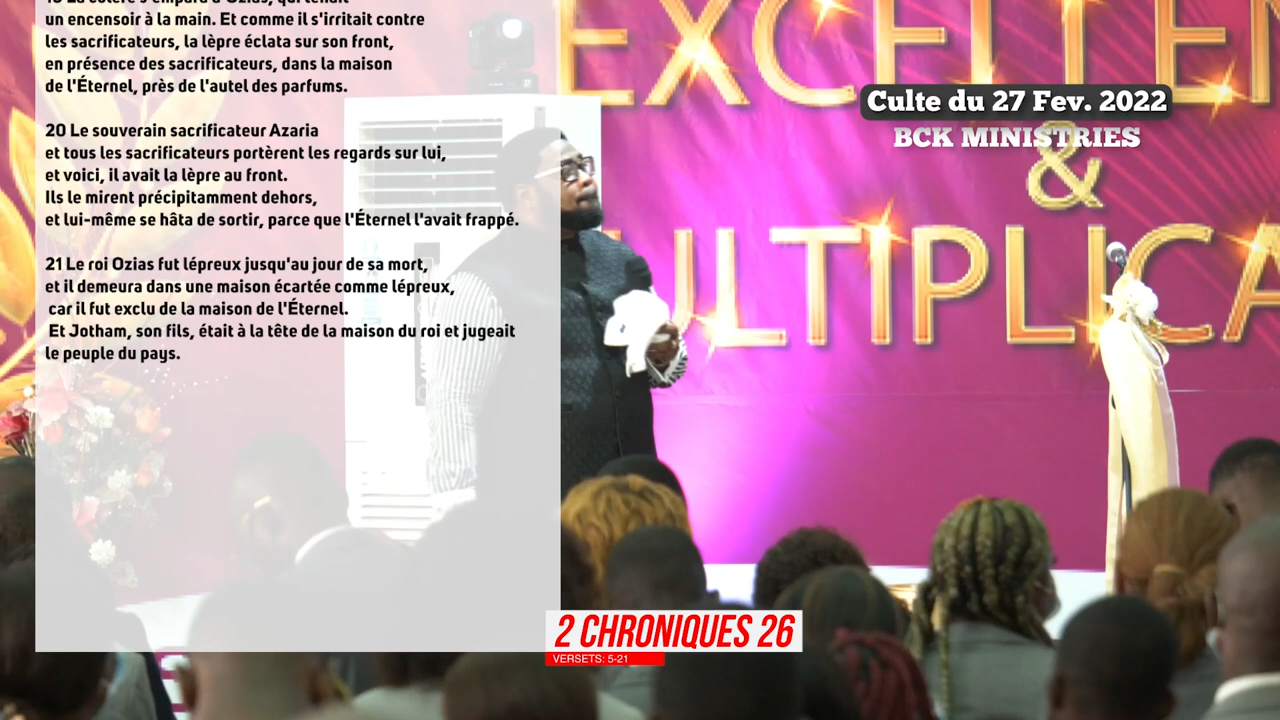 un encensoir à la main. Et comme il s'irritait contre
les sacrificateurs, la lèpre éclata sur son front,
en présence des sacrificateurs, dans la maison
de l'Éternel, près de l'autel des parfums.
20 Le souverain sacrificateur Azaria
et tous les sacrificateurs portèrent les regards sur lui,
et voici, il avait la lèpre au front.
Ils le mirent précipitamment dehors,
et lui-même se hâta de sortir, parce que l'Éternel l'avait frappé.
21 Le roi Ozias fut lépreux jusqu'au jour de sa mort,
et il demeura dans une maison écartée comme lépreux,
car il fut exclu de la maison de l'Éternel.
Et Jotham, son fils, était à la tête de la maison du roi et jugeait
le peuple du pays.
EXCELLEN
&
ULTIPLICA
Culte du 27 Fev. 2022
BCK MINISTRIES
2 CHRONIQUES 26
VERSETS: 5-21